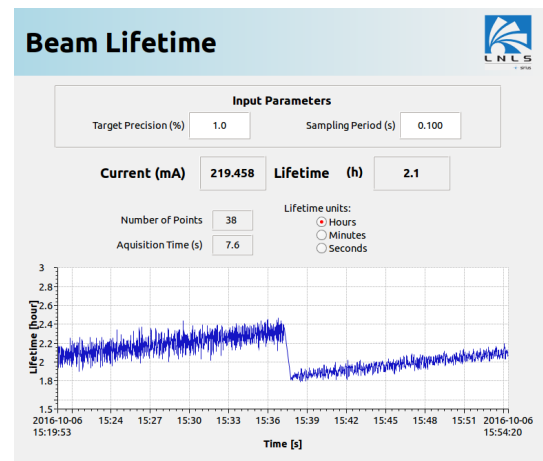 Beam Lifetime
LNLS
Input Parameters
Target Precision (%) 1.0 Sampling Period (s) 0.100
Current (mA) 219.458 Lifetime (h) 2.1
Number of Points 38
Aquisition Time (s) 7.6
Lifetime units:
Hours
Minutes
Seconds
Lifetime [hour]
3
2.8
2.6
2.4
2.2
2
1.8
1.5
2016-10-06 15:24 15:27 15:30 15:33 15:36 15:39 15:42 15:45 15:48 15:51 2016-10-06
15:19:53 15:54:20
Time [s]